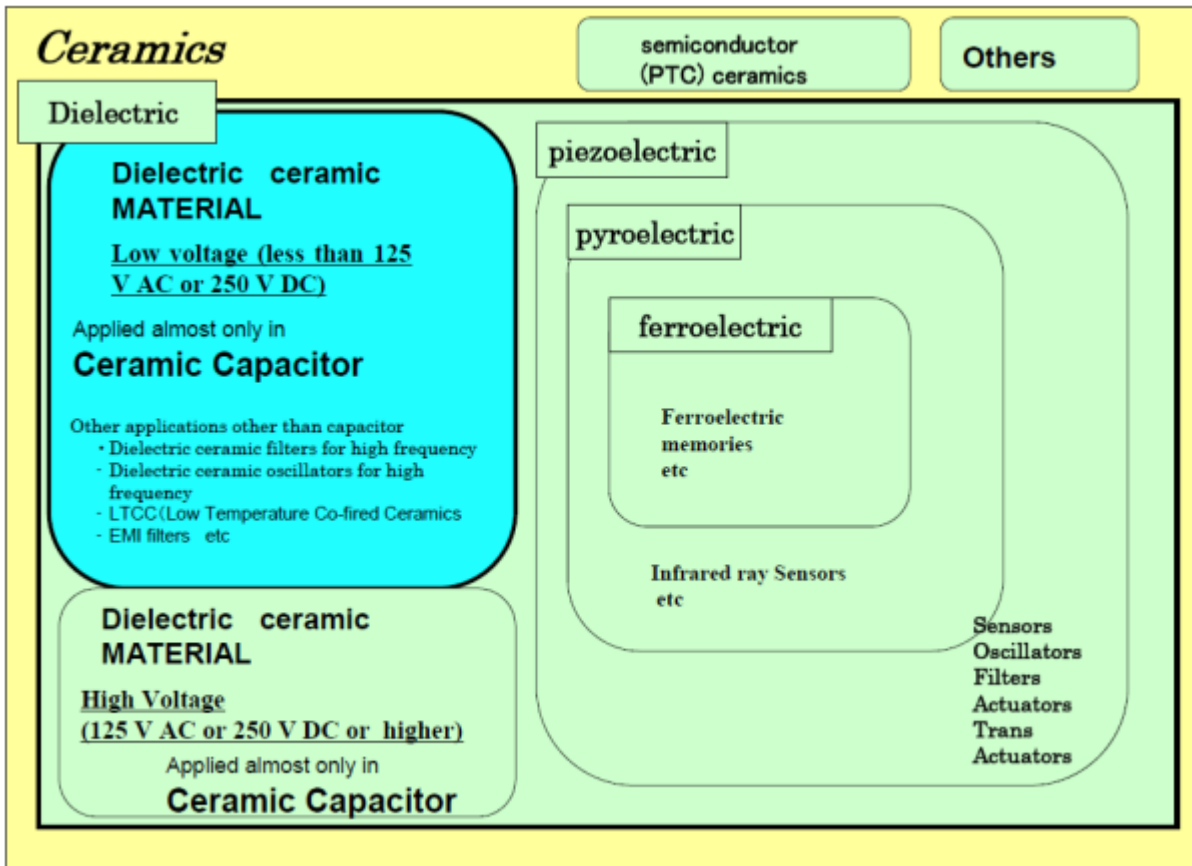 Ceramics
semiconductor
(PTC) ceramics
Others
Dielectric
Dielectric ceramic
MATERIAL
Low voltage (less than 125
V AC or 250 V DC)
Applied almost only in
Ceramic Capacitor
Other applications other than capacitor
・Dielectric ceramic filters for high frequency
- Dielectric ceramic oscillators for high
frequency
- LTCC(Low Temperature Co-fired Ceramics
- EMI filters etc
Dielectric ceramic
MATERIAL
High Voltage
(125 V AC or 250 V DC or higher)
Applied almost only in
Ceramic Capacitor
piezoelectric
pyroelectric
ferroelectric
Ferroelectric
memories
etc
Infrared ray Sensors
etc
Sensors
Oscillators
Filters
Actuators
Trans
Actuators